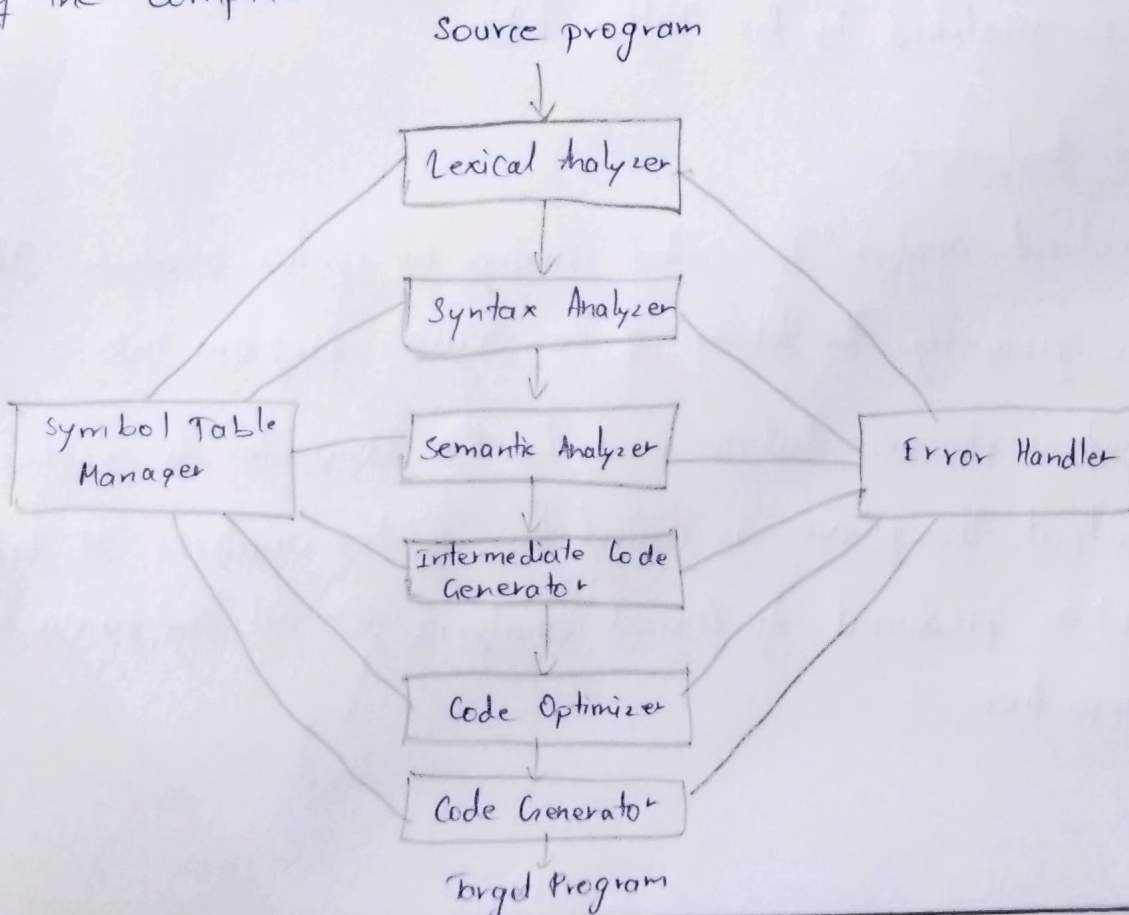 the
Source program
Lexical Analyzer
Syntax Analyzer
Symbol Table
Manager
Semantic Analyzer
Error Handler
Intermediate Code
Generator
Code Optimizer
Code Generator
Target Program